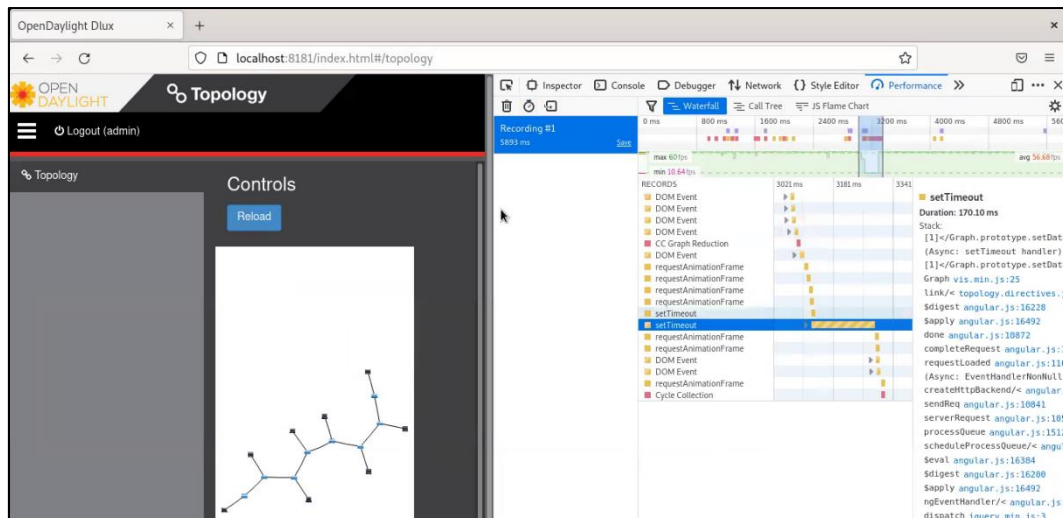 OpenDaylight Dlux × + ×
localhost:8181/index.html#/topology
OPEN
DAYLIGHT
Topology
Logout (admin)
Topology
Controls
Reload
Inspector Console Debugger Network {} Style Editor Performance
Waterfall Call Tree JS Flame Chart
Recording #1
5893 ms Save
0 ms 800 ms 1600 ms 2400 ms 3200 ms 4000 ms 4800 ms 560
max 60fps avg 56.68fps
min 10.64fps
RECORDS 3021 ms 3181 ms 3341
DOM Event
DOM Event
DOM Event
DOM Event
CC Graph Reduction
DOM Event
requestAnimationFrame
requestAnimationFrame
requestAnimationFrame
requestAnimationFrame
setTimeout
setTimeout
requestAnimationFrame
requestAnimationFrame
DOM Event
DOM Event
requestAnimationFrame
Cycle Collection
setTimeout
Duration: 170.10 ms
Stack:
[1]</Graph.prototype.setDat
(Async: setTimeout handler)
[1]</Graph.prototype.setDat
Graph vis.min.js:25
link/< topology.directives.
$digest angular.js:16228
$apply angular.js:16492
done angular.js:10872
completeRequest angular.js:
requestLoaded angular.js:
(Async: EventHandlerNonNull
createHttpBackend/< angular
sendReq angular.js:10841
serverRequest angular.js:
processQueue angular.js:
scheduleProcessQueue/<
$eval angular.js:16384
$digest angular.js:16200
$apply angular.js:16492
ngEventHandler/< angular.js
dispatch jquery.min.js:3